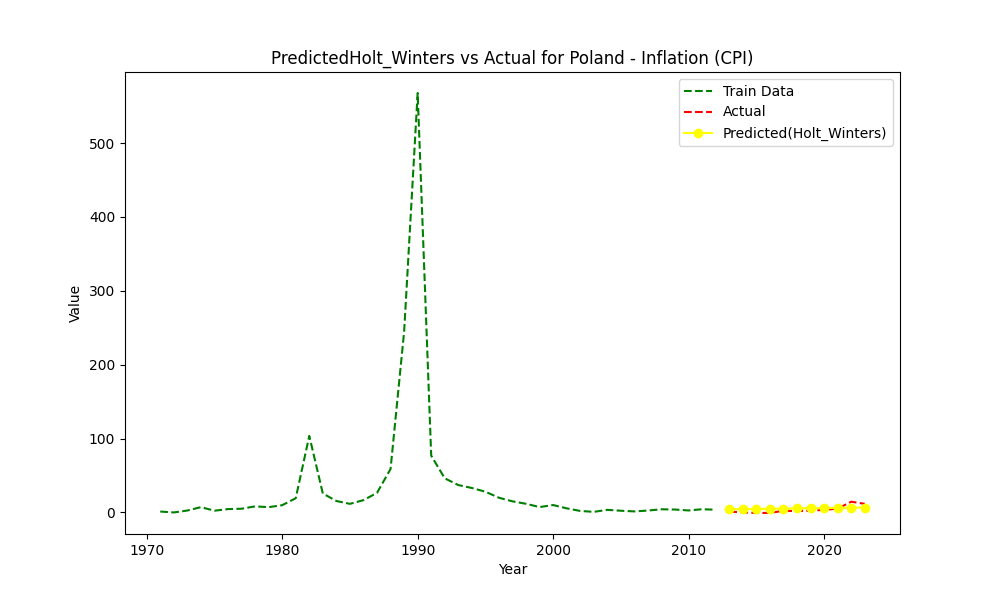 PredictedHolt_Winters vs Actual for Poland - Inflation (CPI)
Train Data
Actual
Predicted(Holt_Winters)
Value
500
400
300
200
100
0
1970
1980
1990
2000
2010
2020
Year